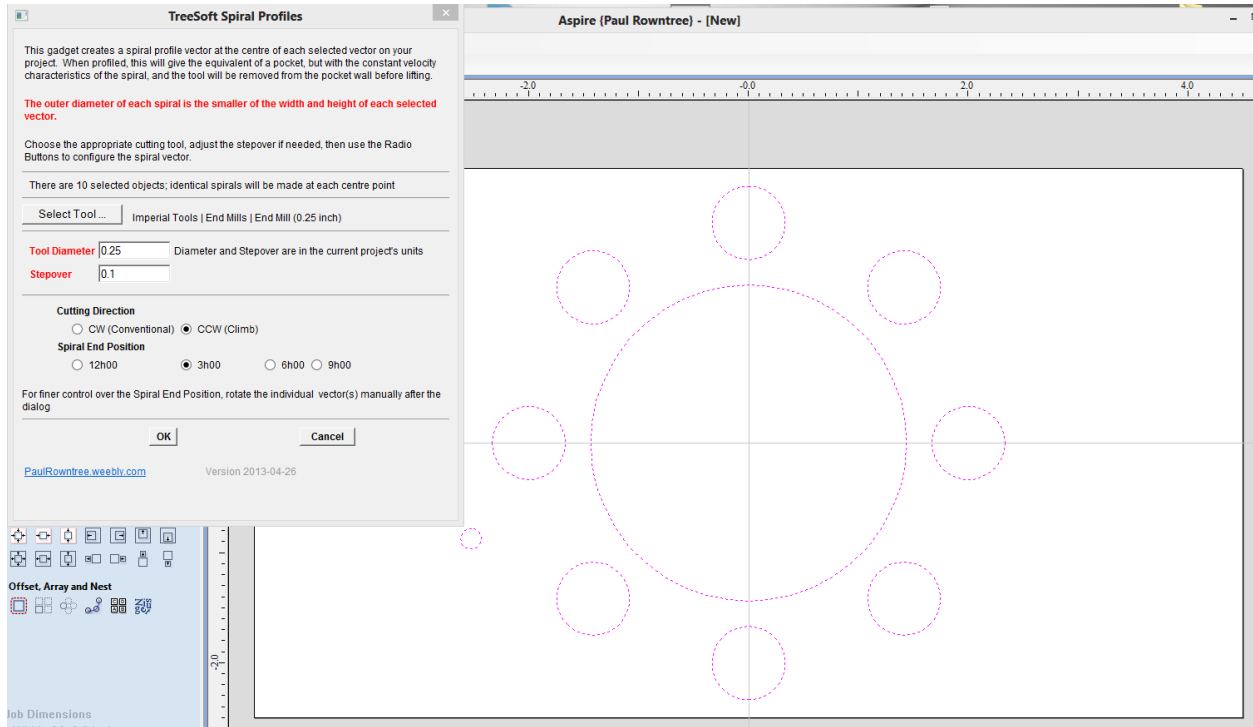 TreeSoft Spiral Profiles
Aspire {Paul Rowntree} - [New]
This gadget creates a spiral profile vector at the centre of each selected vector on your
project. When profiled, this will give the equivalent of a pocket, but with the constant velocity
characteristics of the spiral, and the tool will be removed from the pocket wall before lifting.
The outer diameter of each spiral is the smaller of the width and height of each selected
vector.
Choose the appropriate cutting tool, adjust the stepover if needed, then use the Radio
Buttons to configure the spiral vector.
There are 10 selected objects; identical spirals will be made at each centre point
Select Tool ... Imperial Tools | End Mills | End Mill (0.25 inch)
Tool Diameter 0.25 Diameter and Stepover are in the current project's units
Stepover 0.1
Cutting Direction
CW (Conventional) CCW (Climb)
Spiral End Position
12h00 3h00 6h00 9h00
For finer control over the Spiral End Position, rotate the individual vector(s) manually after the
dialog
OK Cancel
PaulRowntree.weebly.com Version 2013-04-26
-2.0 -0.0 2.0 4.0
Offset, Array and Nest
-2.0
Job Dimensions